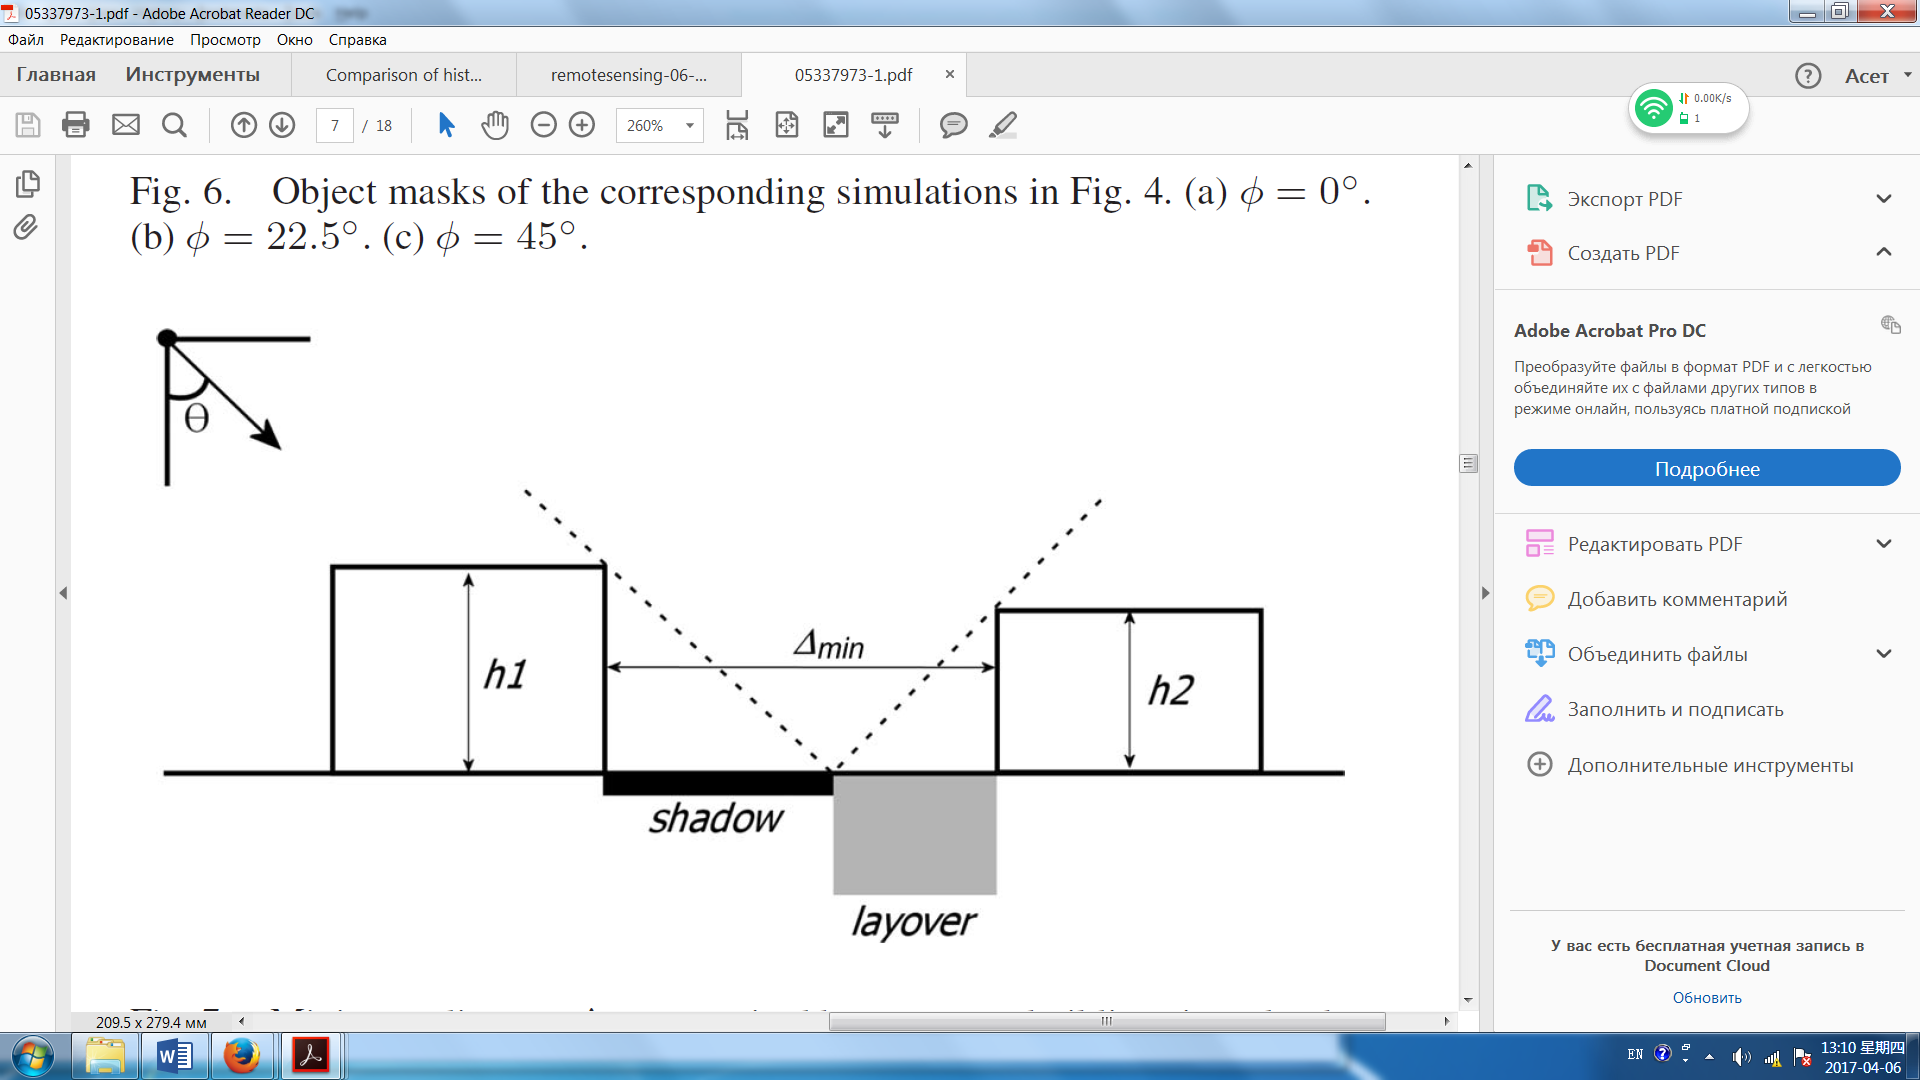 05337973-1.pdf - Adobe Acrobat Reader DC
Файл Редактирование Просмотр Окно Справка
Главная Инструменты Comparison of hist... remotesensing-06-... 05337973-1.pdf × ? Асет
7 / 18 260%
0.00K/s
1
Fig. 6. Object masks of the corresponding simulations in Fig. 4. (a) ϕ = 0°.
(b) ϕ = 22.5°. (c) ϕ = 45°.
Θ
Δmin
h1
h2
shadow
layover
209.5 x 279.4 мм
Экспорт PDF
Создать PDF
Adobe Acrobat Pro DC
Преобразуйте файлы в формат PDF и с легкостью
объединяйте их с файлами других типов в
режиме онлайн, пользуясь платной подпиской
Подробнее
Редактировать PDF
Добавить комментарий
Объединить файлы
Заполнить и подписать
Дополнительные инструменты
У вас есть бесплатная учетная запись в
Document Cloud
Обновить
EN
13:10 星期四
2017-04-06